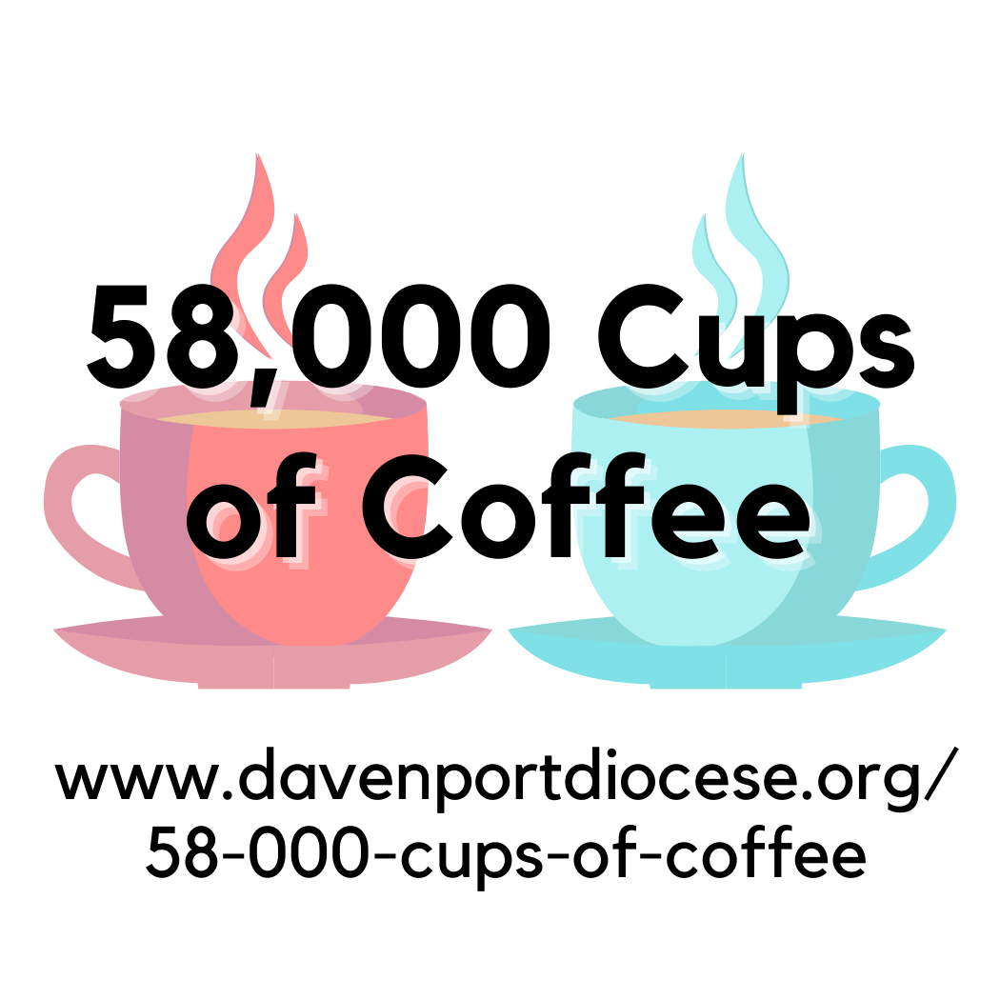 58,000 Cups
of Coffee
www.davenportdiocese.org/
58-000-cups-of-coffee